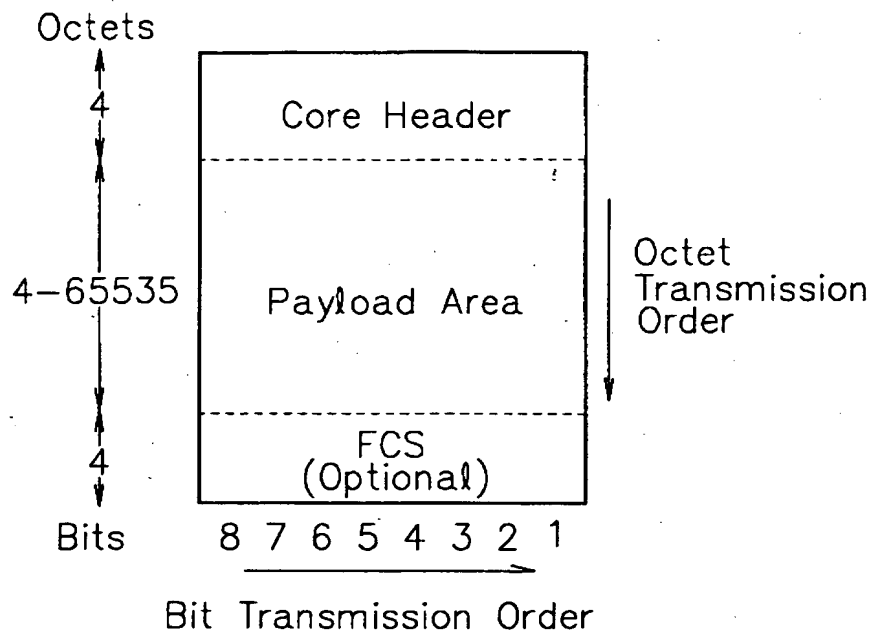 Octets
4
Core Header
4-65535
Payload Area
Octet
Transmission
Order
4
FCS
(Optional)
Bits
8 7 6 5 4 3 2 1
Bit Transmission Order